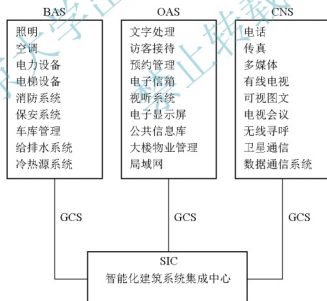 BAS
照明
空调
电力设备
电梯设备
消防系统
保安系统
车库管理
给排水系统
冷热源系统
OAS
文字处理
访客接待
预约管理
电子信箱
视听系统
电子显示屏
公共信息库
大楼物业管理
局域网
CNS
电话
传真
多媒体
有线电视
可视图文
电视会议
无线寻呼
卫星通信
数据通信系统
GCS
GCS
GCS
SIC
智能化建筑系统集成中心
大学
禁止转载